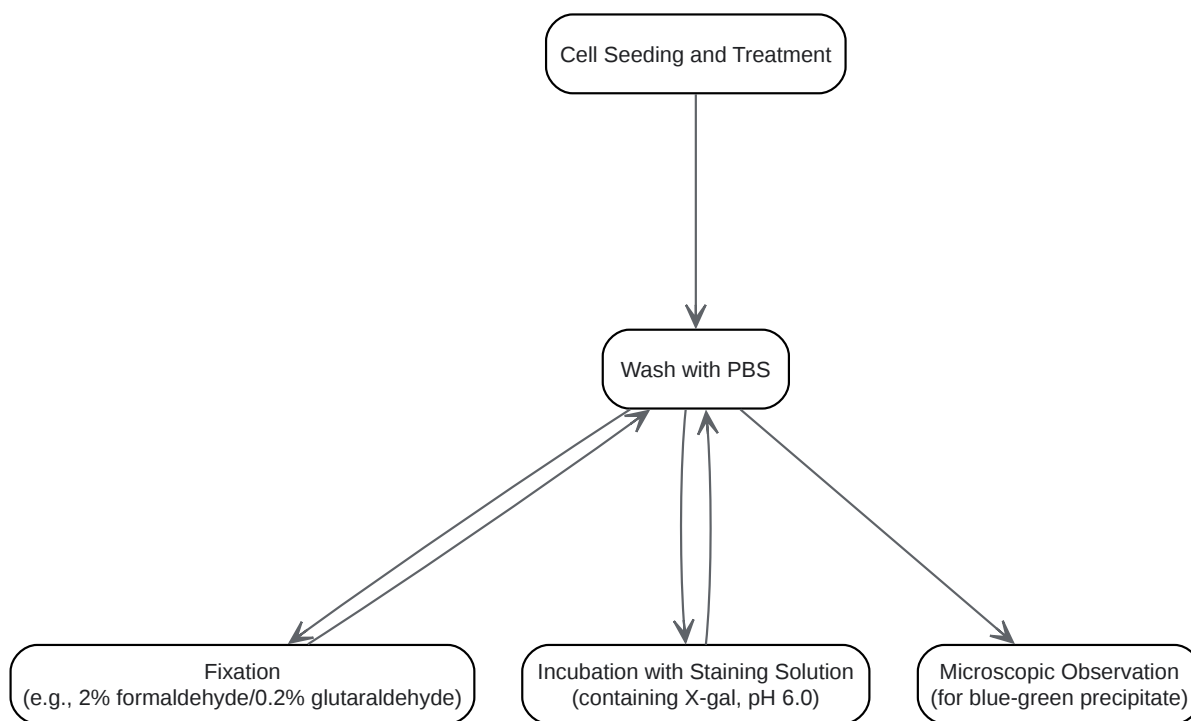 Cell Seeding and Treatment
Wash with PBS
Fixation
(e.g., 2% formaldehyde/0.2% glutaraldehyde)
Incubation with Staining Solution
(containing X-gal, pH 6.0)
Microscopic Observation
(for blue-green precipitate)